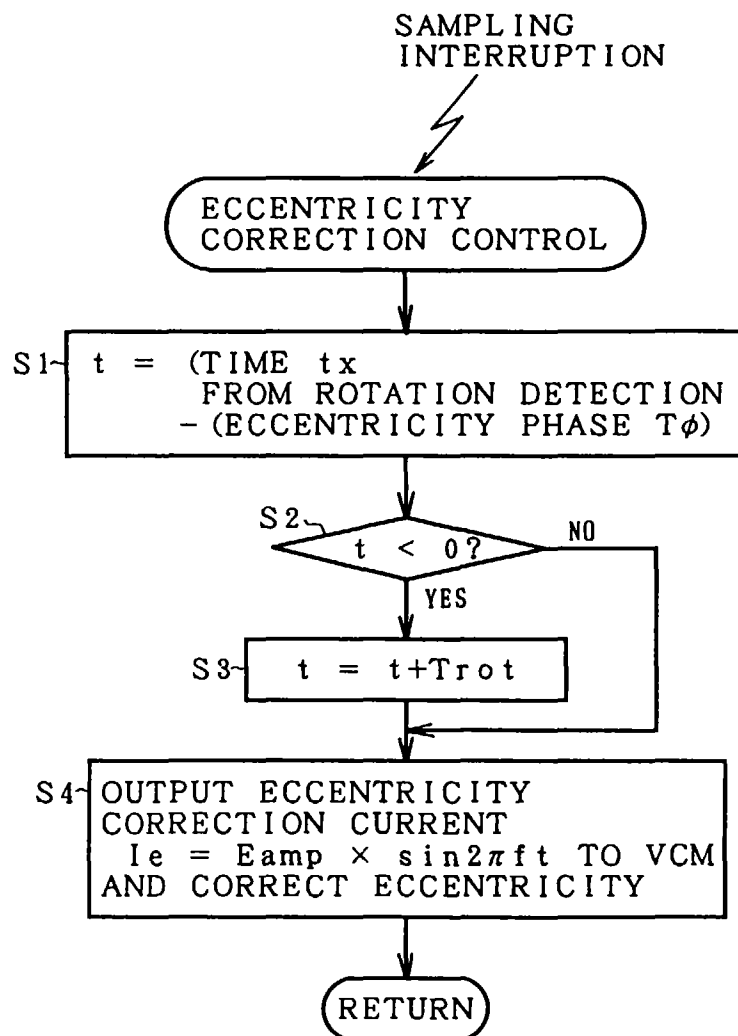 SAMPLING
INTERRUPTION
ECCENTRICITY
CORRECTION CONTROL
S1
t = (TIME tx
FROM ROTATION DETECTION
- (ECCENTRICITY PHASE Tφ)
S2
t < 0?
NO
YES
S3
t = t+Trot
S4
OUTPUT ECCENTRICITY
CORRECTION CURRENT
Ie = Eamp × sin2πft TO VCM
AND CORRECT ECCENTRICITY
RETURN